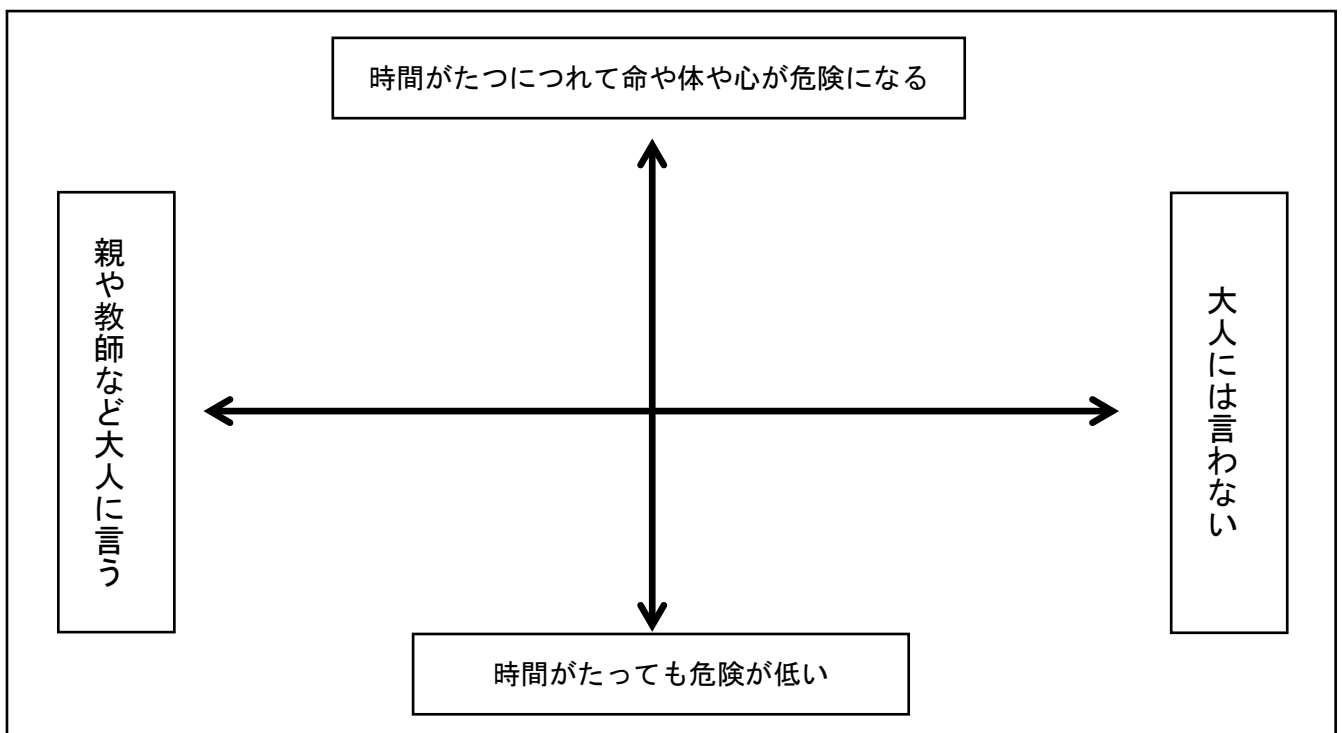 時間がたつにつれて命や体や心が危険になる
親や教師など大人に言う
大人には言わない
時間がたっても危険が低い